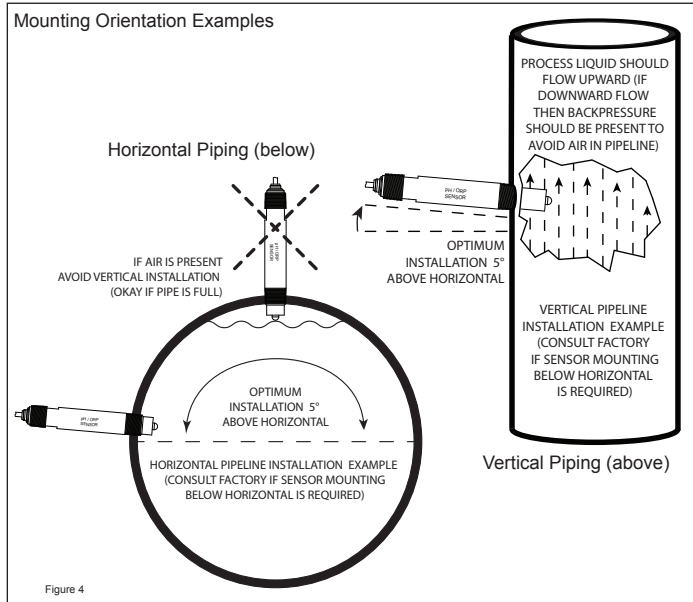 Mounting Orientation Examples
PROCESS LIQUID SHOULD
FLOW UPWARD (IF
DOWNWARD FLOW
THEN BACKPRESSURE
SHOULD BE PRESENT TO
AVOID AIR IN PIPELINE)
Horizontal Piping (below)
PH / ORP
SENSOR
OPTIMUM
INSTALLATION 5°
ABOVE HORIZONTAL
IF AIR IS PRESENT
AVOID VERTICAL INSTALLATION
(OKAY IF PIPE IS FULL)
pH / ORP
SENSOR
VERTICAL PIPELINE
INSTALLATION EXAMPLE
(CONSULT FACTORY
IF SENSOR MOUNTING
BELOW HORIZONTAL
IS REQUIRED)
Vertical Piping (above)
pH / ORP
SENSOR
OPTIMUM
INSTALLATION 5°
ABOVE HORIZONTAL
HORIZONTAL PIPELINE INSTALLATION EXAMPLE
(CONSULT FACTORY IF SENSOR MOUNTING
BELOW HORIZONTAL IS REQUIRED)
Figure 4